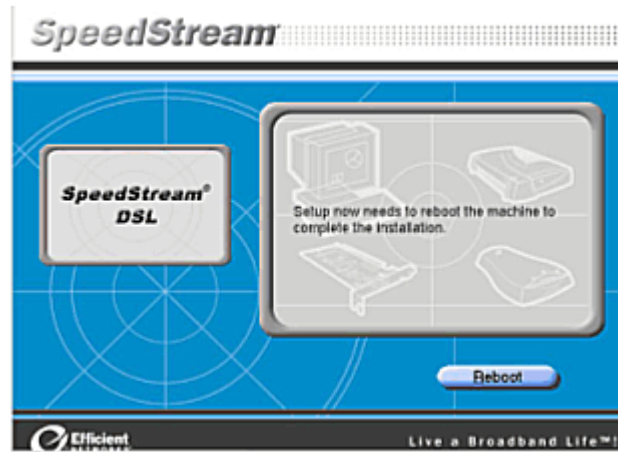 SpeedStream
SpeedStream®
DSL
Setup now needs to reboot the machine to
complete the installation.
Reboot
Efficient
NETWORKS
Live a Broadband Life™!